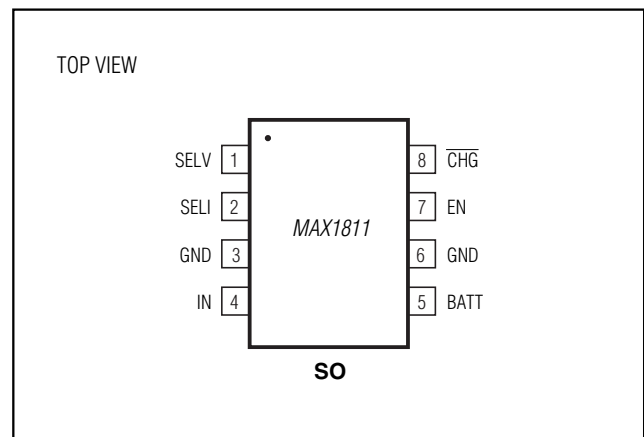 TOP VIEW
SELV 1 8 C̅H̅G̅
SELI 2 7 EN
MAX1811
GND 3 6 GND
IN 4 5 BATT
SO